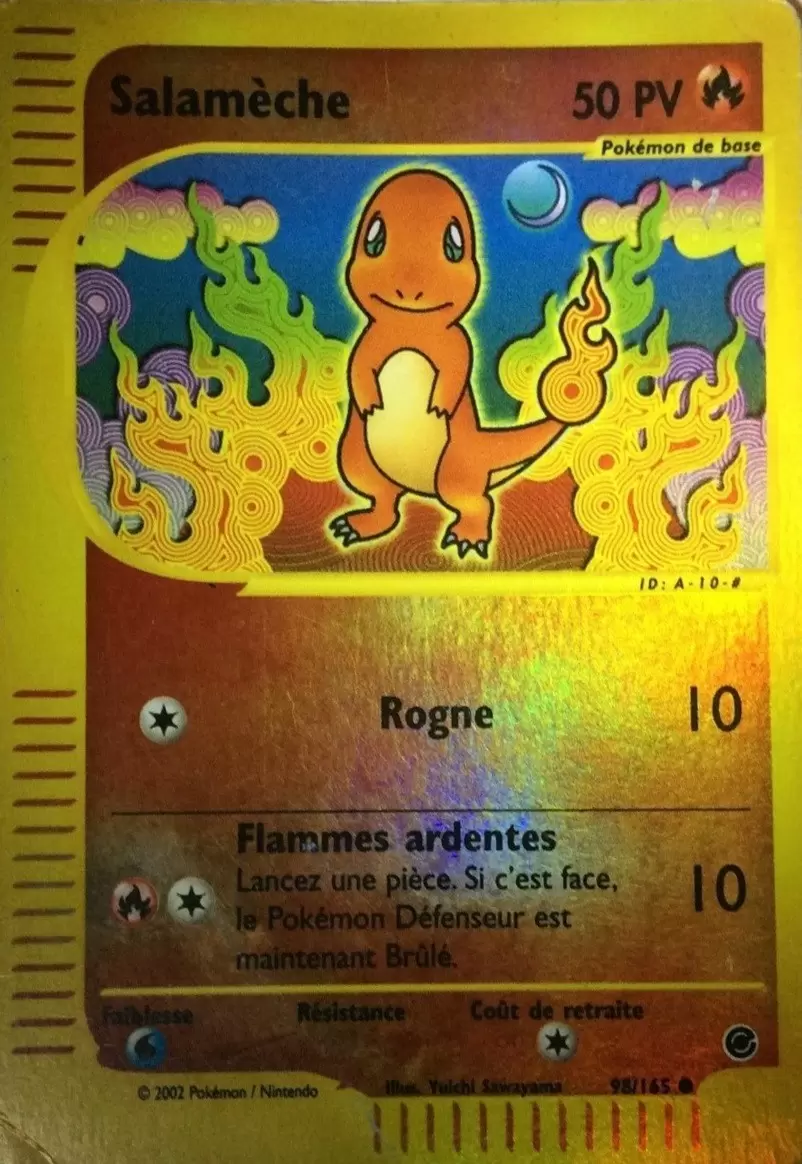 Salamèche 50 PV
Pokémon de base
ID: A-10-#
Rogne 10
Flammes ardentes
Lancez une pièce. Si c'est face,
le Pokémon Défenseur est
maintenant Brûlé.
10
Faiblesse Résistance Coût de retraite
© 2002 Pokémon / Nintendo Illus. Yuichi Sawayama 98/165